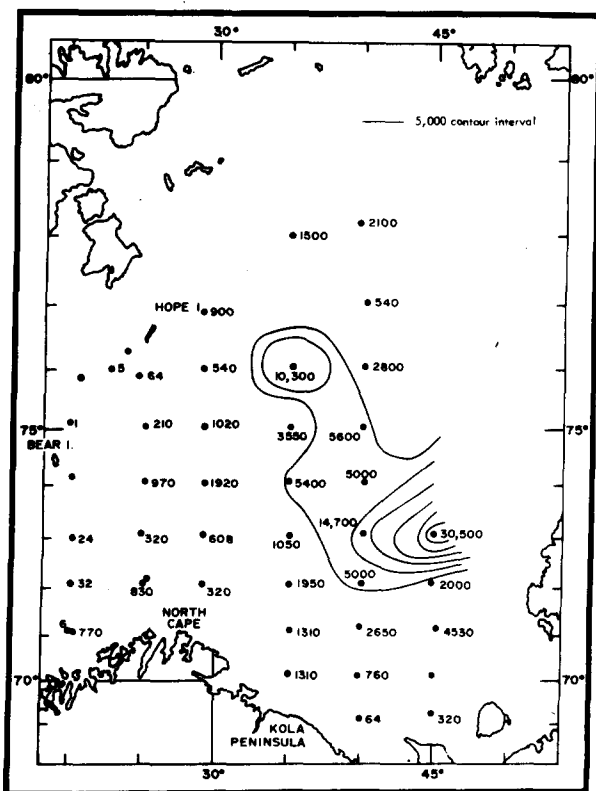 30° 45°
80° 80°
5,000 contour interval
2100
1500
HOPE I. 900 540
5 64 540 10,300 2800
75° 1 210 1020 3550 5600 75°
BEAR I.
970 1920 5400 5000
24 320 608 1050 14,700 30,500
32 830 320 1950 5000 2000
NORTH
CAPE
6 770 1310 2650 4530
70° 1310 760 70°
KOLA
PENINSULA
64 320
30° 45°